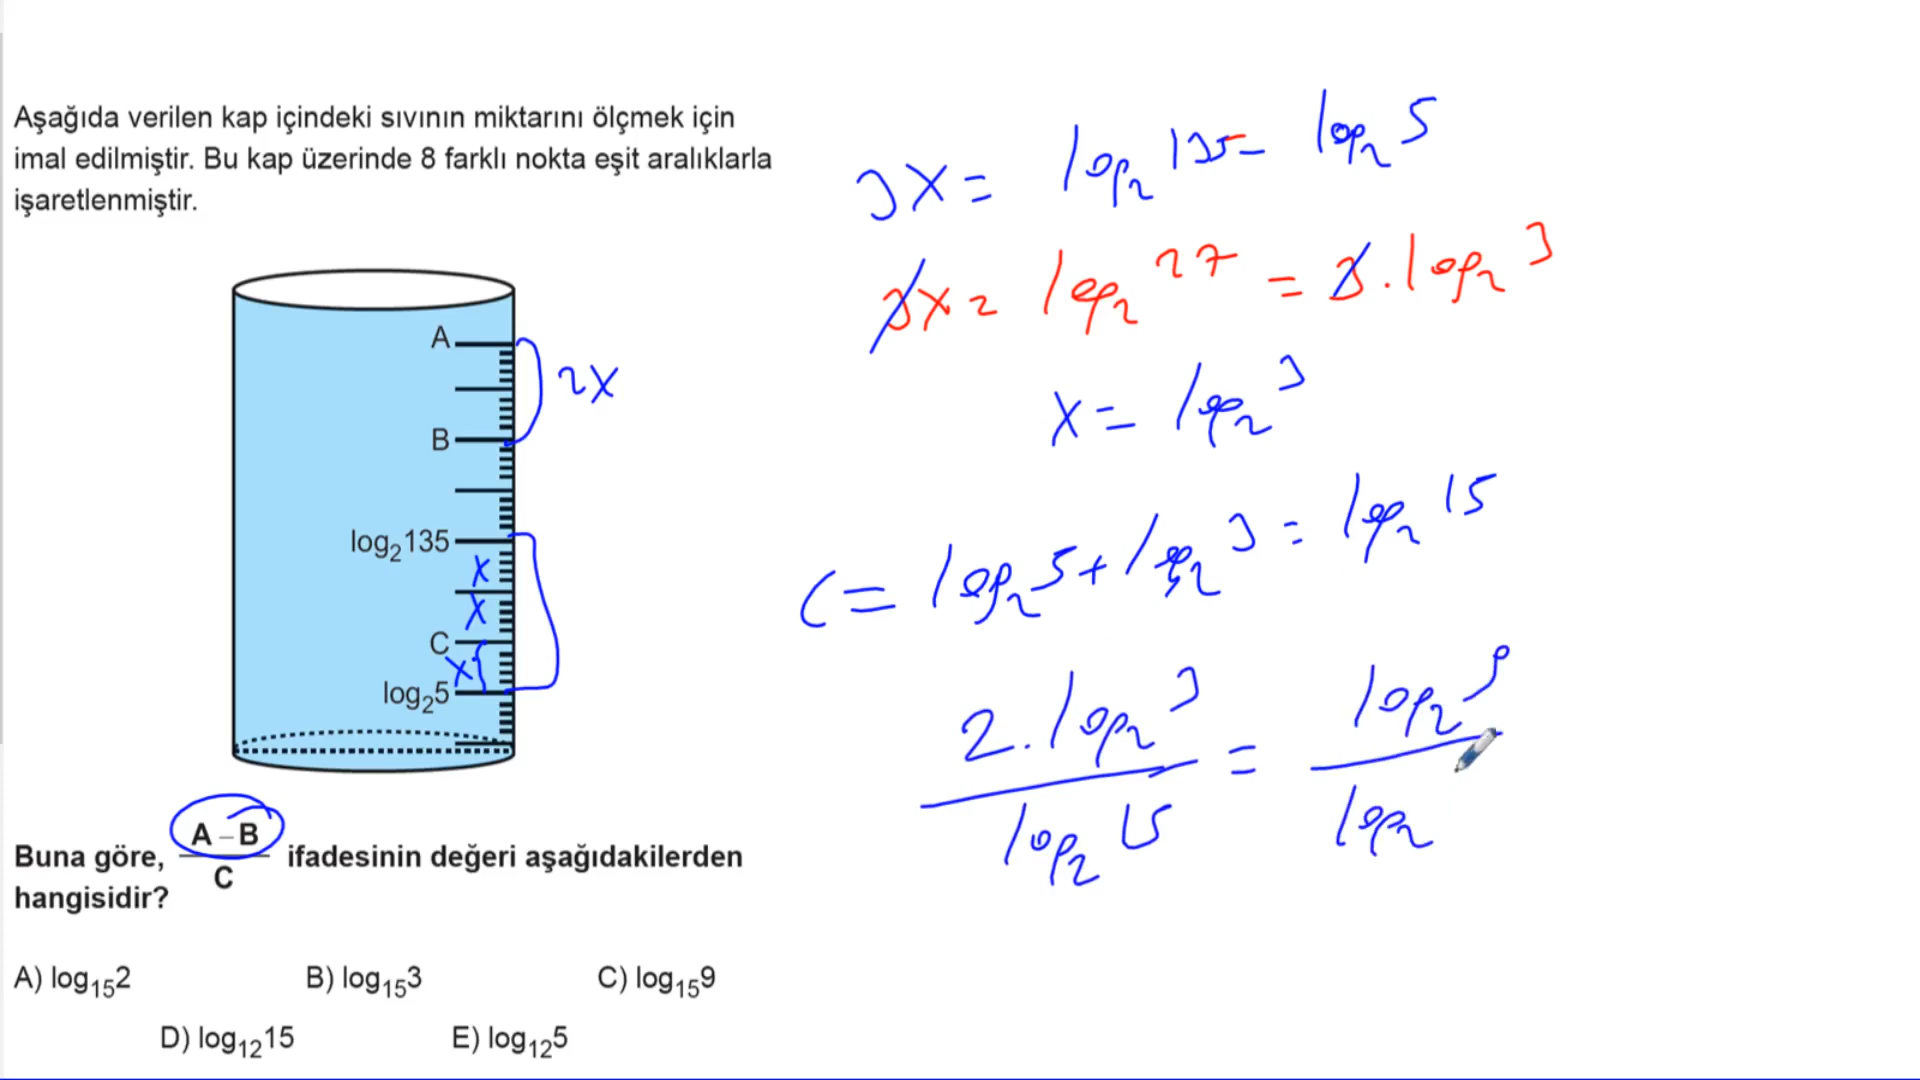 Aşağıda verilen kap içindeki sıvının miktarını ölçmek için
imal edilmiştir. Bu kap üzerinde 8 farklı nokta eşit aralıklarla
işaretlenmiştir.
A
2X
B
log₂135
X
X
C
X
log₂5
Buna göre, (A – B)/C ifadesinin değeri aşağıdakilerden
hangisidir?
A) log₁₅2
B) log₁₅3
C) log₁₅9
D) log₁₂15
E) log₁₂5
3X = log₂ 135 – log₂ 5
3X = log₂ 27 = 3 . log₂ 3
X = log₂ 3
C = log₂ 5 + log₂ 3 = log₂ 15
2 . log₂ 3 / log₂ 15 = log₂ 9 / log₂